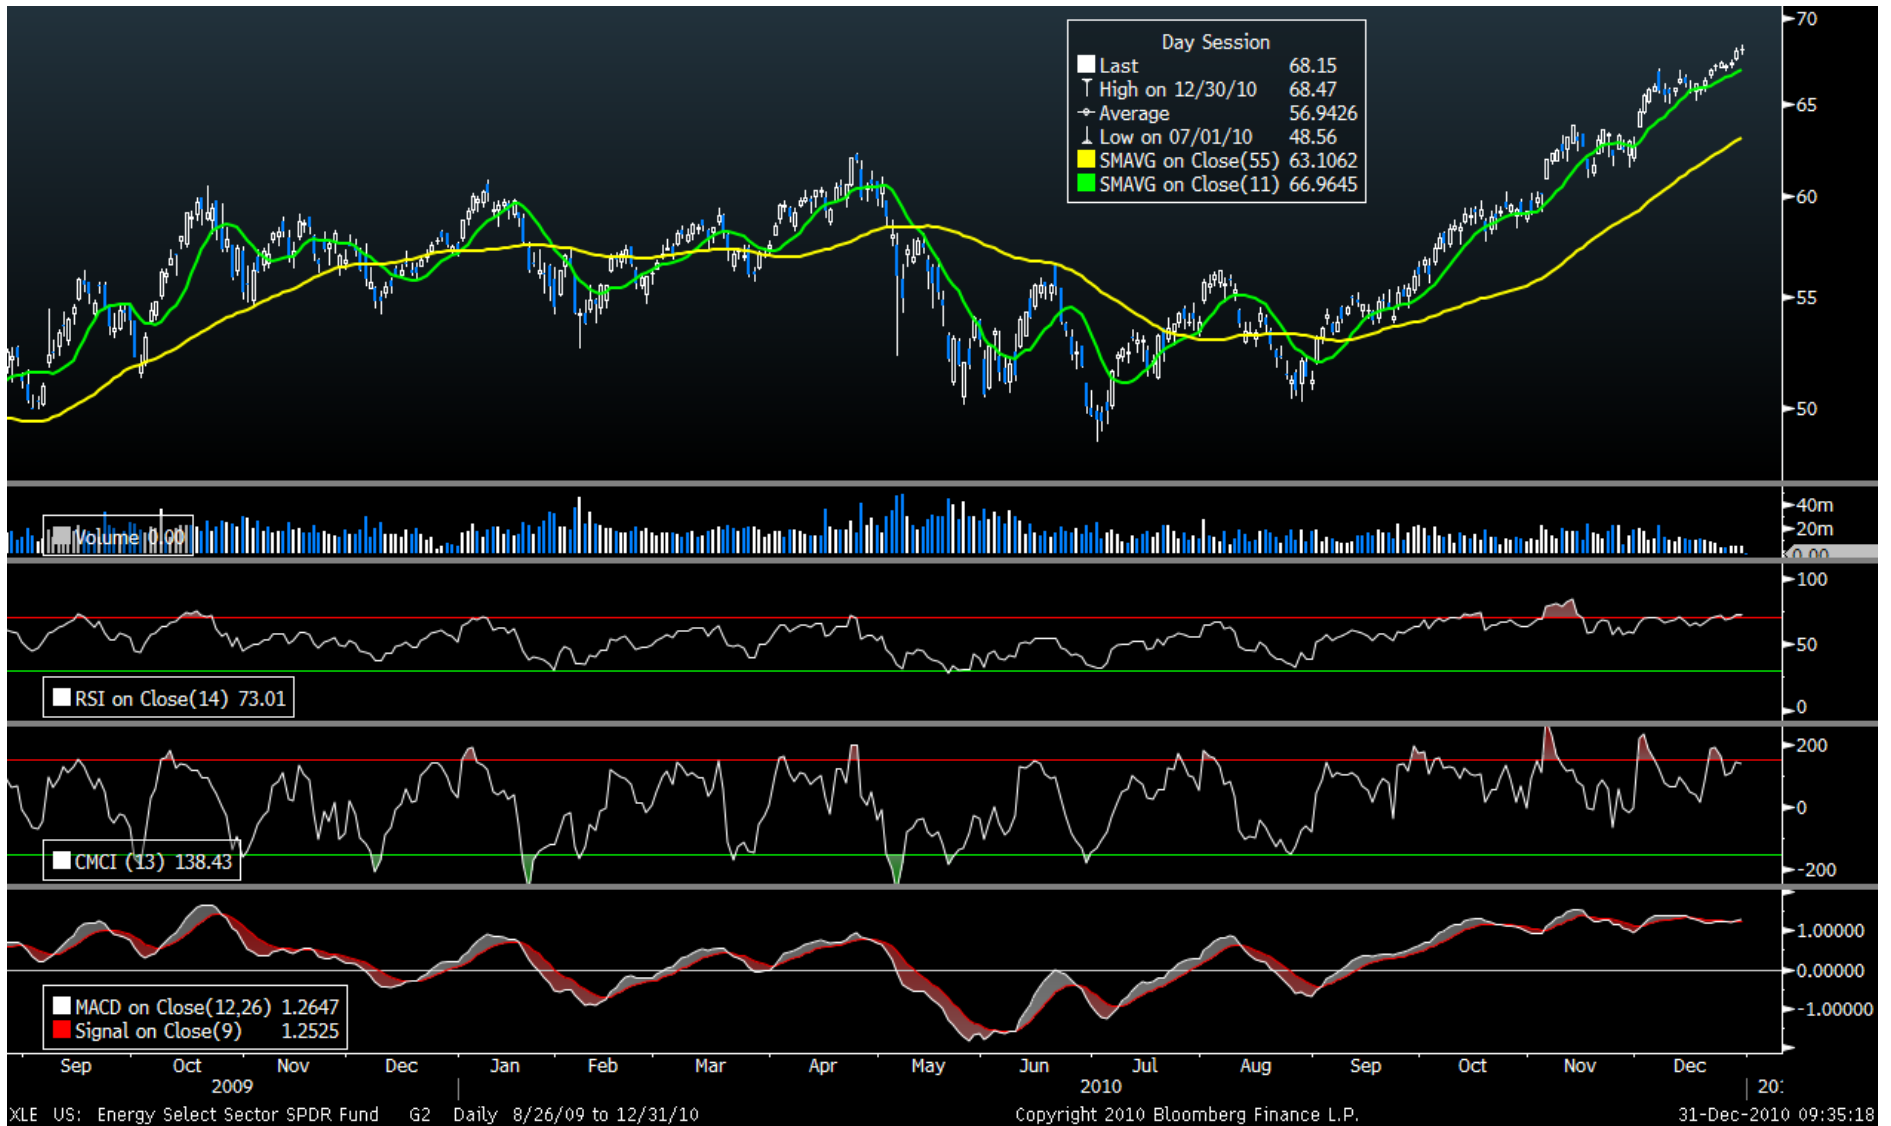 Day Session
Last 68.15
High on 12/30/10 68.47
Average 56.9426
Low on 07/01/10 48.56
SMAVG on Close(55) 63.1062
SMAVG on Close(11) 66.9645
70
65
60
55
50
Volume 0.00
40m
20m
0.00
100
50
0
RSI on Close(14) 73.01
200
0
-200
CMCI (13) 138.43
1.00000
0.00000
-1.00000
MACD on Close(12,26) 1.2647
Signal on Close(9) 1.2525
Sep Oct Nov Dec Jan Feb Mar Apr May Jun Jul Aug Sep Oct Nov Dec
2009 2010 20
XLE US: Energy Select Sector SPDR Fund G2 Daily 8/26/09 to 12/31/10 Copyright 2010 Bloomberg Finance L.P. 31-Dec-2010 09:35:18